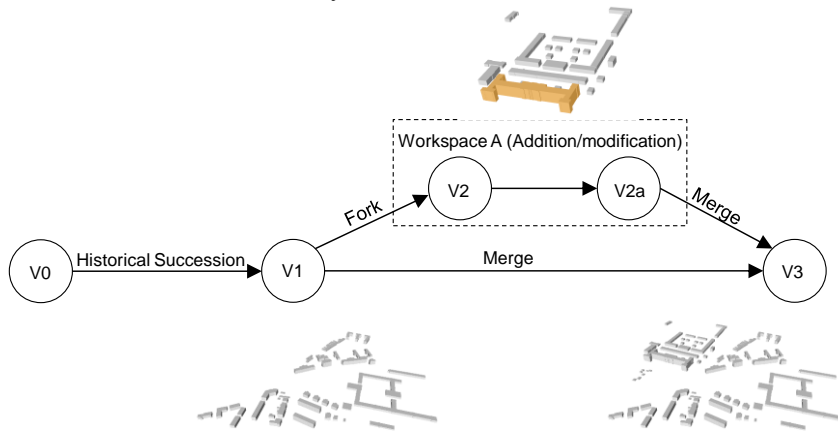 Workspace A (Addition/modification)
V2
V2a
Fork
Merge
V0
Historical Succession
V1
Merge
V3